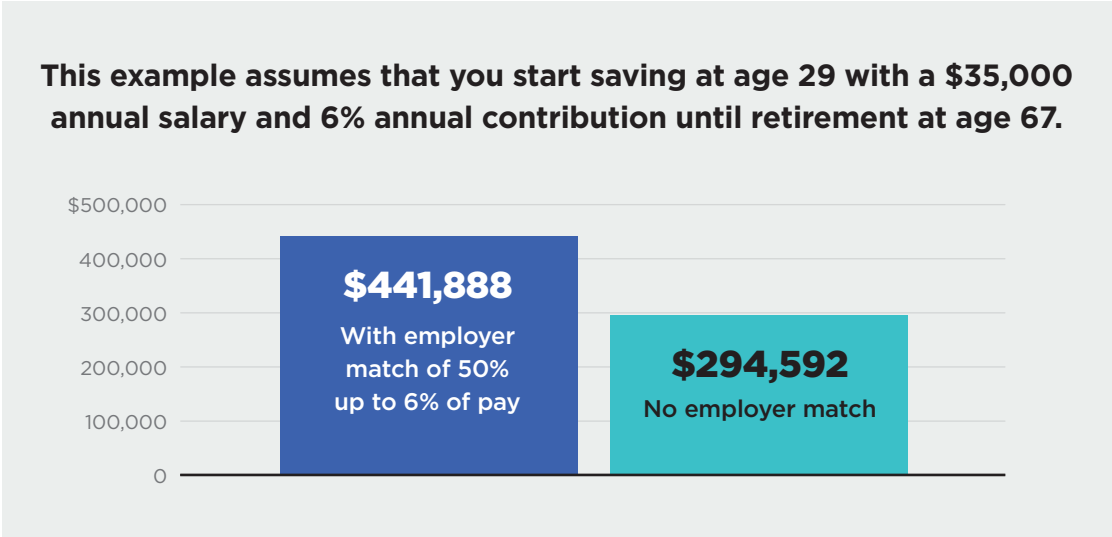 This example assumes that you start saving at age 29 with a $35,000
annual salary and 6% annual contribution until retirement at age 67.
$500,000
400,000
300,000
200,000
100,000
0
$441,888
With employer
match of 50%
up to 6% of pay
$294,592
No employer match